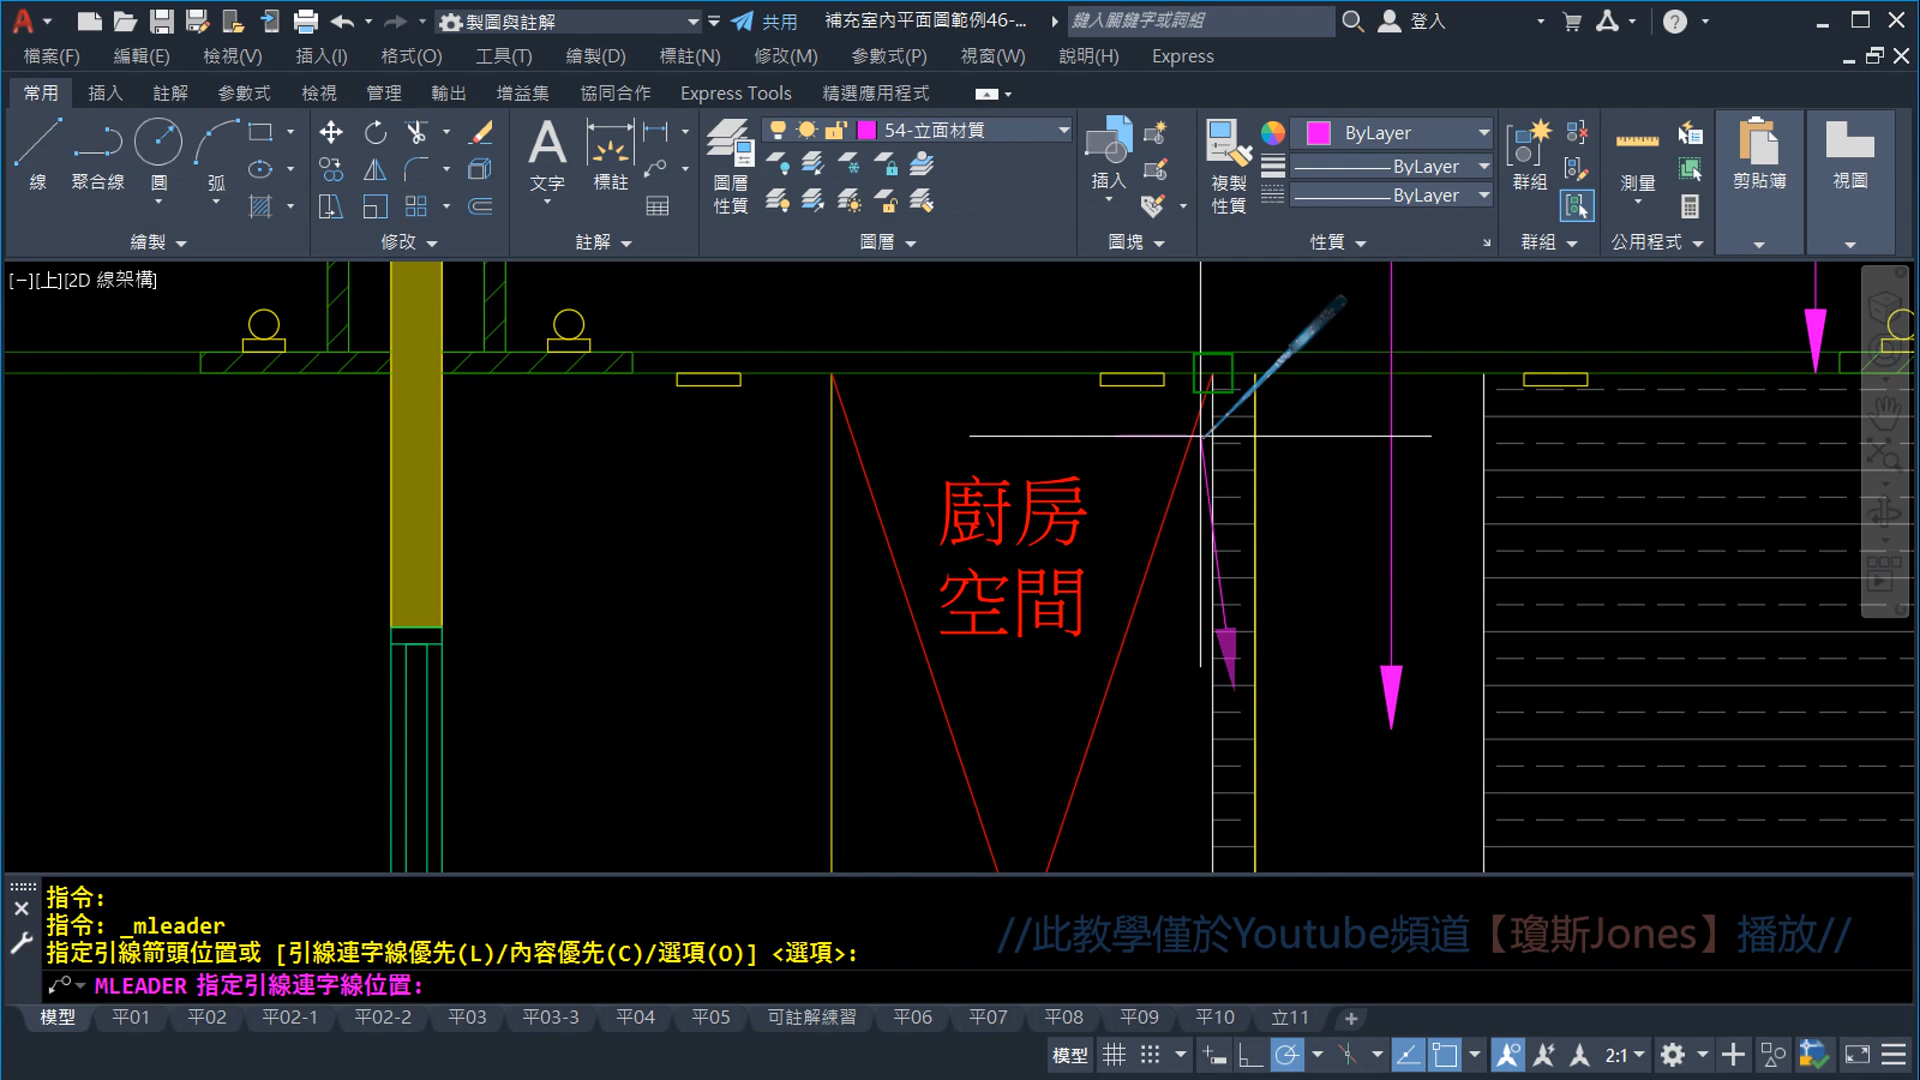 製圖與註解
共用
補充室內平面圖範例46-...
鍵入關鍵字或詞組
登入
檔案(F) 編輯(E) 檢視(V) 插入(I) 格式(O) 工具(T) 繪製(D) 標註(N) 修改(M) 參數式(P) 視窗(W) 說明(H) Express
常用 插入 註解 參數式 檢視 管理 輸出 增益集 協同合作 Express Tools 精選應用程式
線 聚合線 圓 弧
文字 標註
圖層
性質
54-立面材質
插入
複製
性質
ByLayer
ByLayer
ByLayer
群組
測量
剪貼簿
視圖
繪製 修改 註解 圖層 圖塊 性質 群組 公用程式
[−][上][2D 線架構]
廚房
空間
指令:
指令: _mleader
指定引線箭頭位置或 [引線連字線優先(L)/內容優先(C)/選項(O)] <選項>:
MLEADER 指定引線連字線位置:
//此教學僅於Youtube頻道【瓊斯Jones】播放//
模型 平01 平02 平02-1 平02-2 平03 平03-3 平04 平05 可註解練習 平06 平07 平08 平09 平10 立11 +
模型
2:1